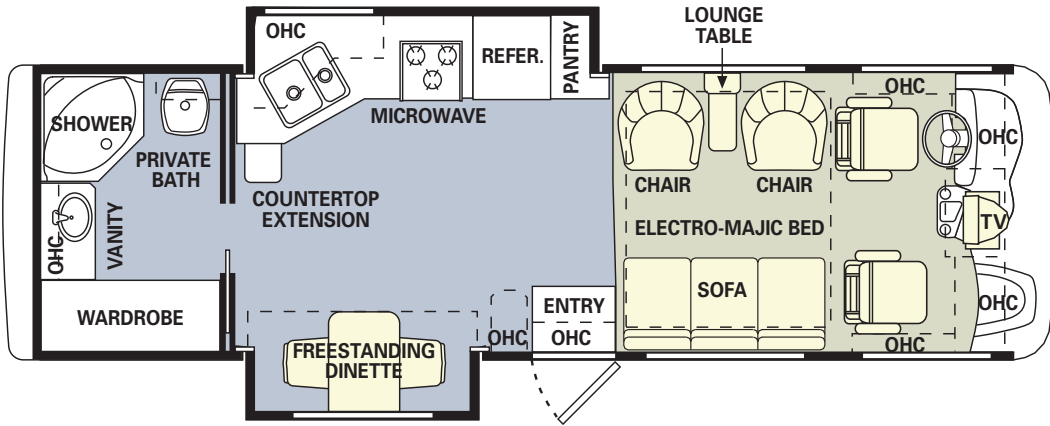 LOUNGE
TABLE
OHC
REFER.
PANTRY
MICROWAVE
SHOWER
PRIVATE
BATH
COUNTERTOP
EXTENSION
OHC
VANITY
WARDROBE
FREESTANDING
DINETTE
OHC
ENTRY
OHC
CHAIR
CHAIR
ELECTRO-MAJIC BED
SOFA
OHC
OHC
TV
OHC
OHC